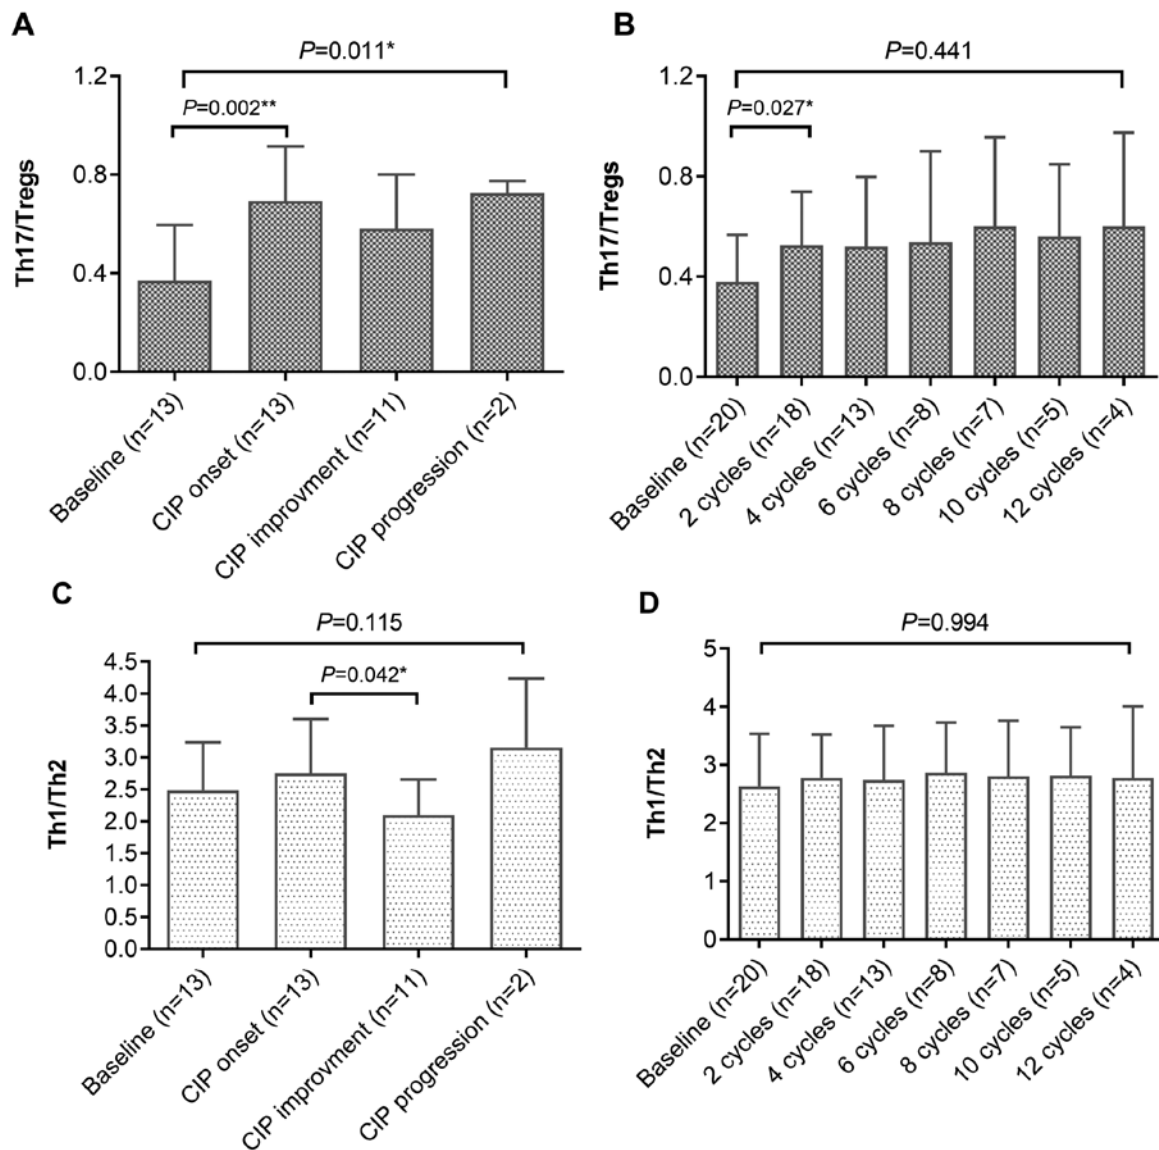 A
P=0.011*
P=0.002**
Th17/Tregs
1.2
0.8
0.4
0.0
Baseline (n=13)
CIP onset (n=13)
CIP improvment (n=11)
CIP progression (n=2)
B
P=0.441
P=0.027*
Th17/Tregs
1.2
0.8
0.4
0.0
Baseline (n=20)
2 cycles (n=18)
4 cycles (n=13)
6 cycles (n=8)
8 cycles (n=7)
10 cycles (n=5)
12 cycles (n=4)
C
P=0.115
P=0.042*
Th1/Th2
4.5
4.0
3.5
3.0
2.5
2.0
1.5
1.0
0.5
0.0
Baseline (n=13)
CIP onset (n=13)
CIP improvment (n=11)
CIP progression (n=2)
D
P=0.994
Th1/Th2
5
4
3
2
1
0
Baseline (n=20)
2 cycles (n=18)
4 cycles (n=13)
6 cycles (n=8)
8 cycles (n=7)
10 cycles (n=5)
12 cycles (n=4)